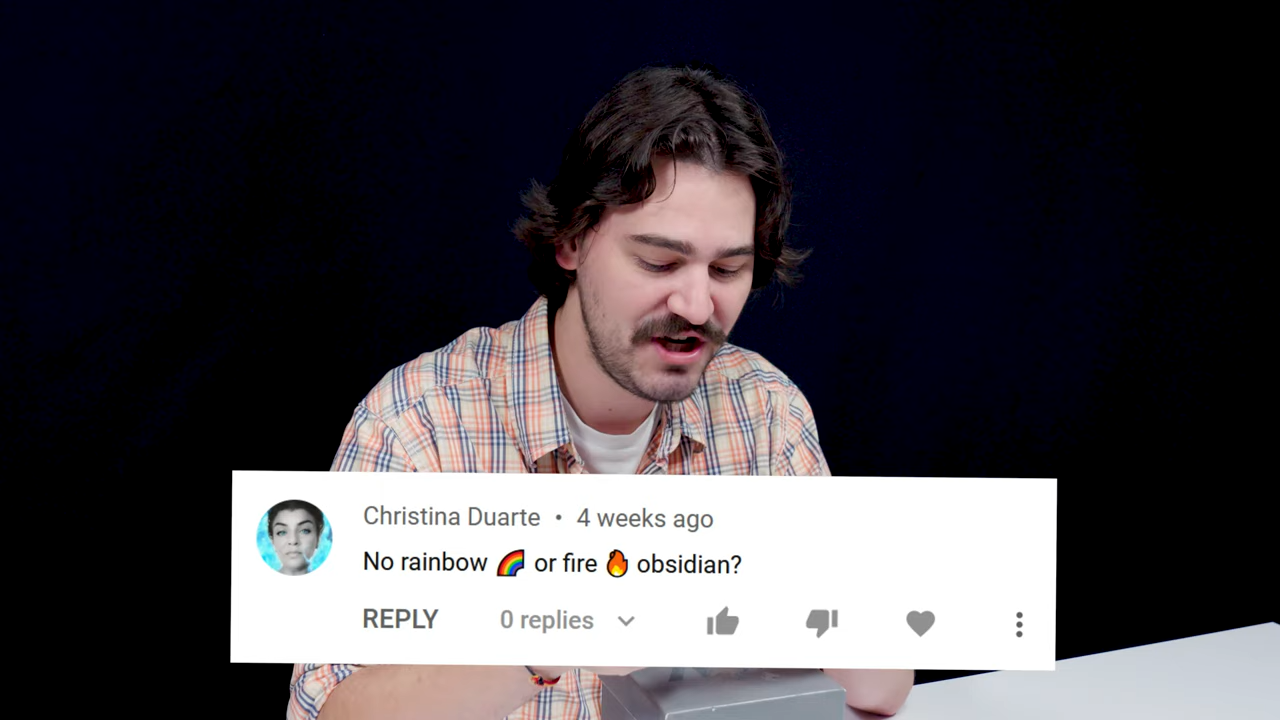 Christina Duarte • 4 weeks ago
No rainbow 🌈 or fire 🔥 obsidian?
REPLY 0 replies